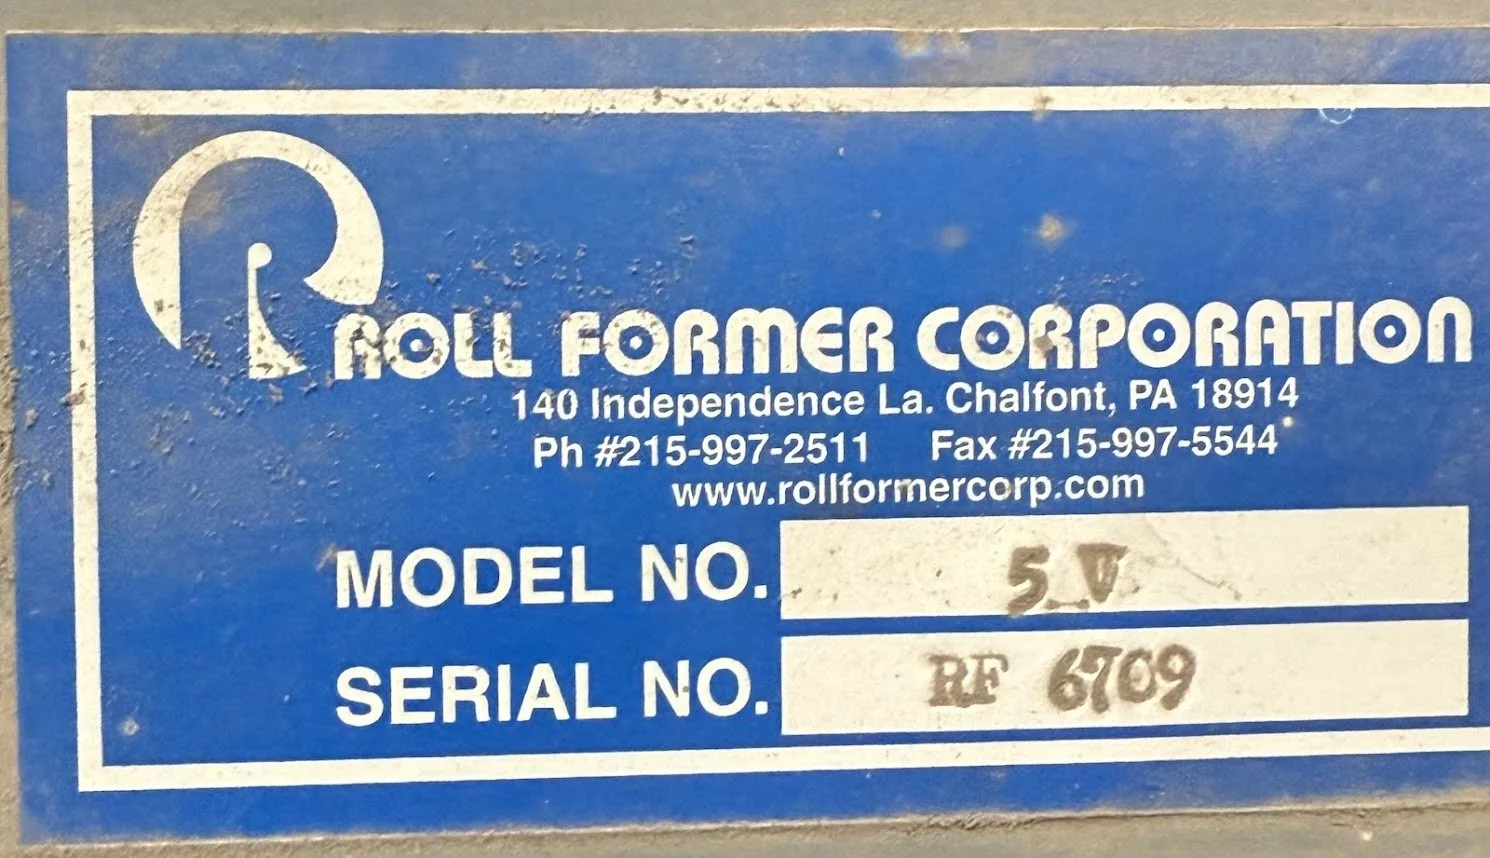 R
ROLL FORMER CORPORATION
140 Independence La. Chalfont, PA 18914
Ph #215-997-2511 Fax #215-997-5544
www.rollformercorp.com
MODEL NO. 5 V
SERIAL NO. RF 6709